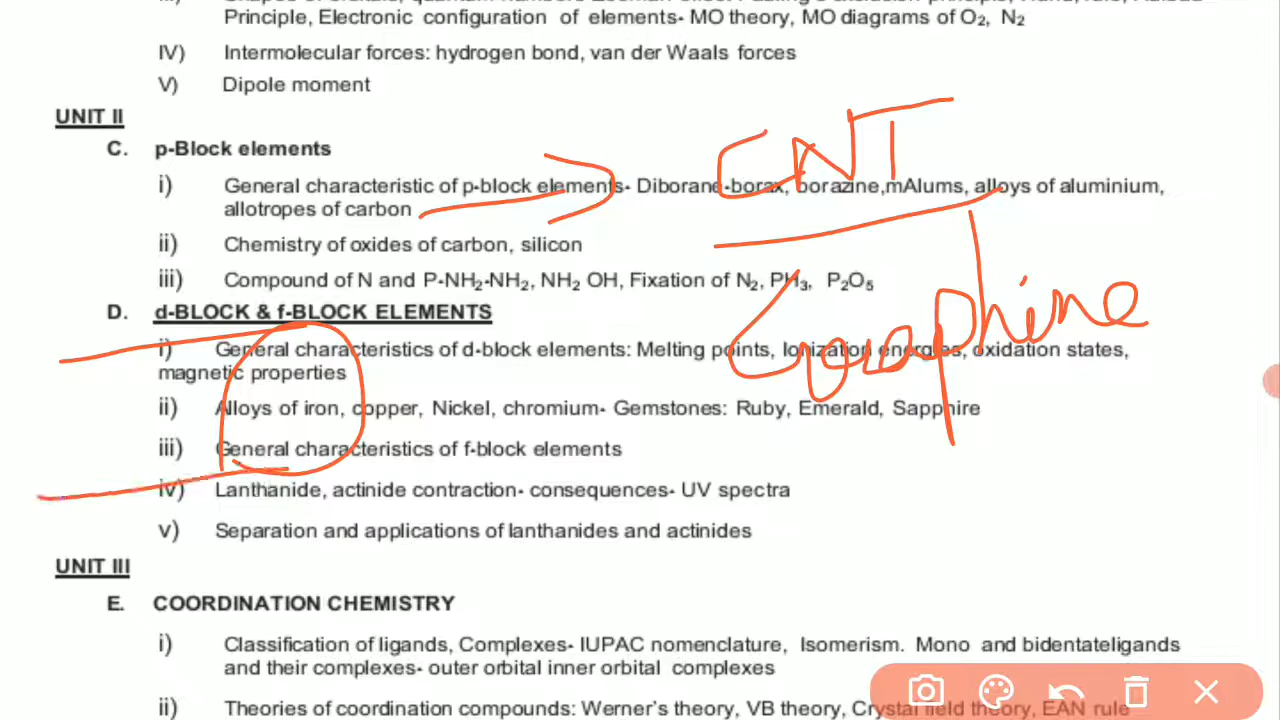 Principle, Electronic configuration of elements- MO theory, MO diagrams of O₂, N₂
IV) Intermolecular forces: hydrogen bond, van der Waals forces
V) Dipole moment
UNIT II
C. p-Block elements
i) General characteristic of p-block elements- Diborane-borax, borazine,mAlums, alloys of aluminium,
allotropes of carbon
CNT
ii) Chemistry of oxides of carbon, silicon
iii) Compound of N and P-NH₂-NH₂, NH₂ OH, Fixation of N₂, PH₃, P₂O₅
Graphine
D. d-BLOCK & f-BLOCK ELEMENTS
i) General characteristics of d-block elements: Melting points, Ionization energies, oxidation states,
magnetic properties
ii) Alloys of iron, copper, Nickel, chromium- Gemstones: Ruby, Emerald, Sapphire
iii) General characteristics of f-block elements
iv) Lanthanide, actinide contraction- consequences- UV spectra
v) Separation and applications of lanthanides and actinides
UNIT III
E. COORDINATION CHEMISTRY
i) Classification of ligands, Complexes- IUPAC nomenclature, Isomerism. Mono and bidentateligands
and their complexes- outer orbital inner orbital complexes
ii) Theories of coordination compounds: Werner's theory, VB theory, Crystal field theory, EAN rule